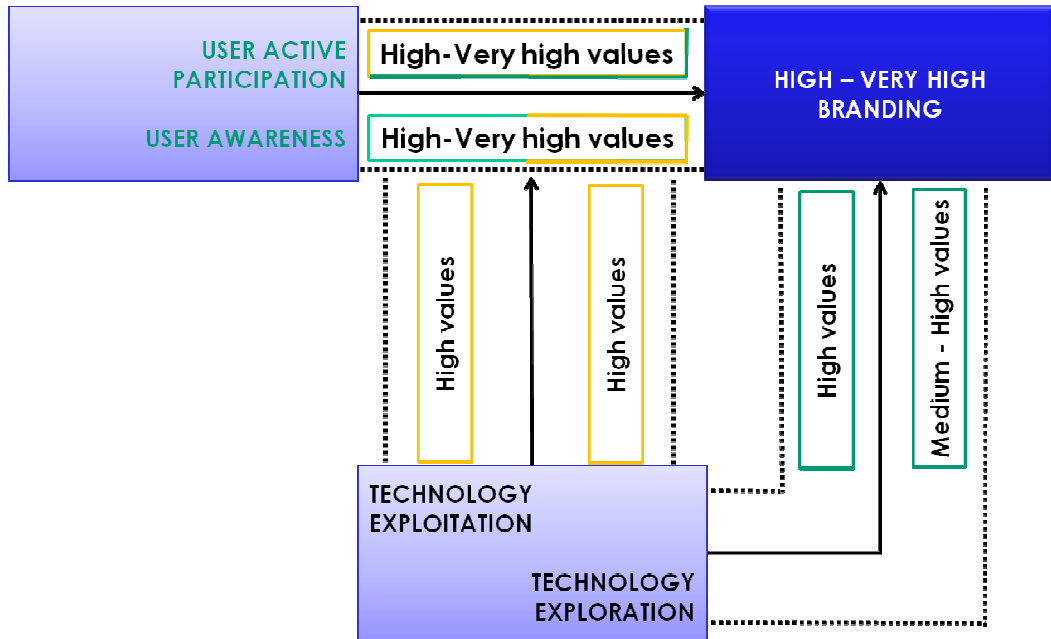 USER ACTIVE
PARTICIPATION
USER AWARENESS
High-Very high values
High-Very high values
HIGH – VERY HIGH
BRANDING
High values
High values
High values
Medium - High values
TECHNOLOGY
EXPLOITATION
TECHNOLOGY
EXPLORATION